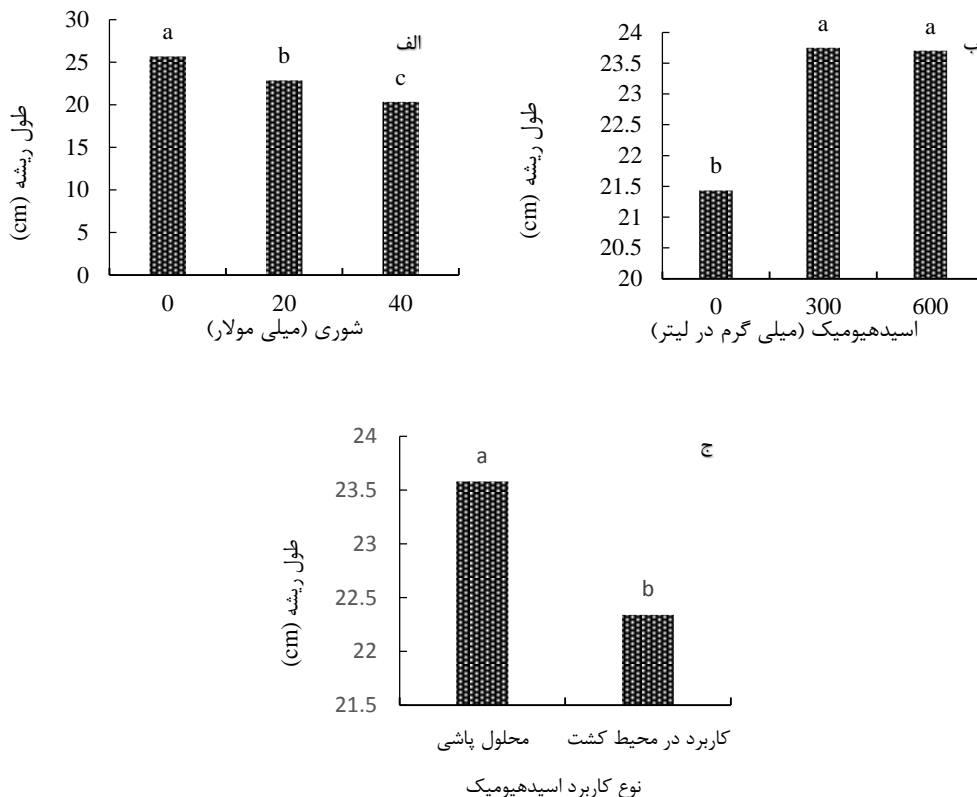 الف
طول ریشه (cm)
30
25
20
15
10
5
0
a
b
c
0 20 40
شوری (میلی مولار)
ب
طول ریشه (cm)
24
23.5
23
22.5
22
21.5
21
20.5
20
b
a
a
0 300 600
اسیدهیومیک (میلی گرم در لیتر)
ج
طول ریشه (cm)
24
23.5
23
22.5
22
21.5
a
b
محلول پاشی
کاربرد در محیط کشت
نوع کاربرد اسیدهیومیک